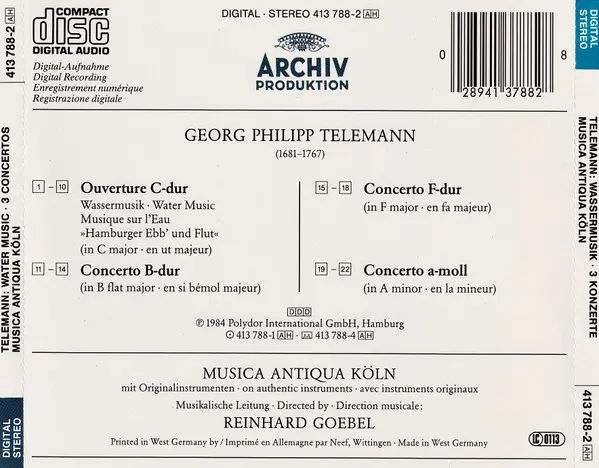 413 788-2 AH
COMPACT
disc
DIGITAL AUDIO
Digital-Aufnahme
Digital Recording
Enregistrement numérique
Registrazione digitale
DIGITAL · STEREO 413 788-2 AH
ARCHIV
PRODUKTION
0
28941 37882
8
DIGITAL
STEREO
GEORG PHILIPP TELEMANN
(1681-1767)
1 – 10 Ouverture C-dur
Wassermusik · Water Music
Musique sur l'Eau
»Hamburger Ebb' und Flut«
(in C major · en ut majeur)
11 – 14 Concerto B-dur
(in B flat major · en si bémol majeur)
15 – 18 Concerto F-dur
(in F major · en fa majeur)
19 – 22 Concerto a-moll
(in A minor · en la mineur)
DDD
℗ 1984 Polydor International GmbH, Hamburg
413 788-1 AH · 413 788-4 AH
MUSICA ANTIQUA KÖLN
mit Originalinstrumenten · on authentic instruments · avec instruments originaux
Musikalische Leitung · Directed by · Direction musicale:
REINHARD GOEBEL
Printed in West Germany by / Imprimé en Allemagne par Neef, Wittingen · Made in West Germany
LC 0113
TELEMANN: WATER MUSIC · 3 CONCERTOS
MUSICA ANTIQUA KÖLN
DIGITAL
STEREO
TELEMANN: WASSERMUSIK · 3 KONZERTE
MUSICA ANTIQUA KÖLN
413 788-2 AH